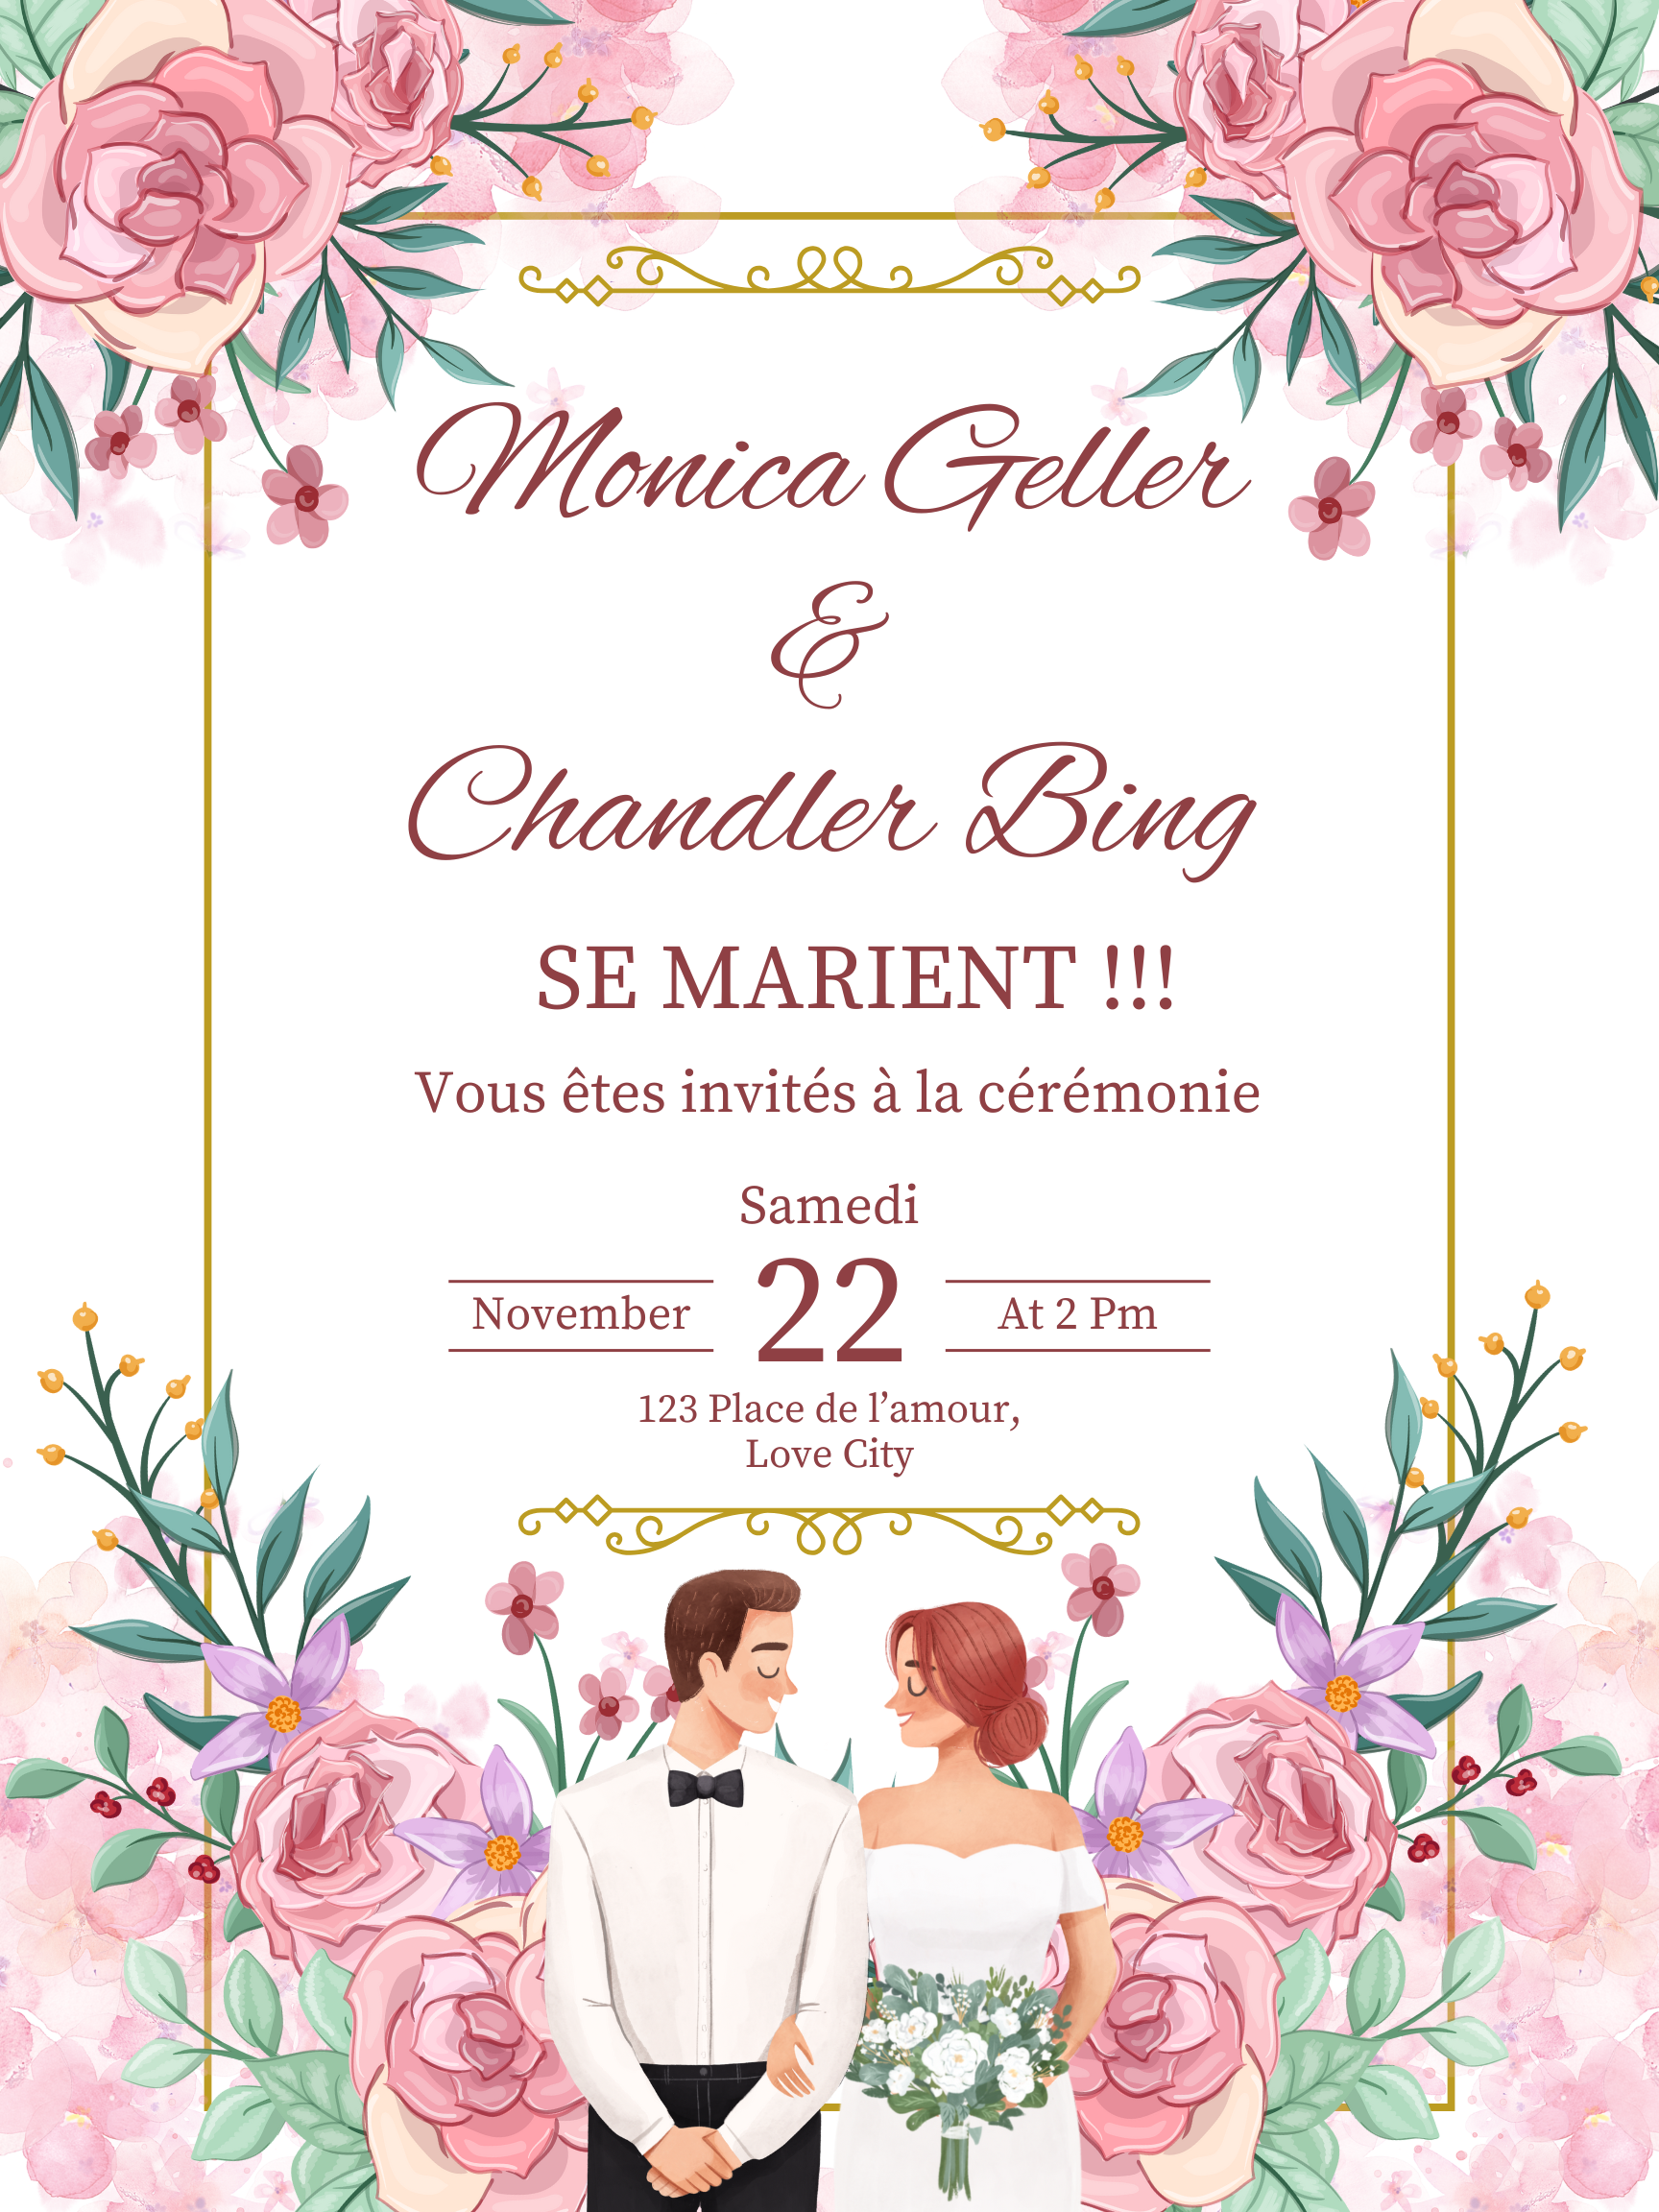 Monica Geller
&
Chandler Bing
SE MARIENT !!!
Vous êtes invités à la cérémonie
Samedi
November
22
At 2 Pm
123 Place de l’amour,
Love City